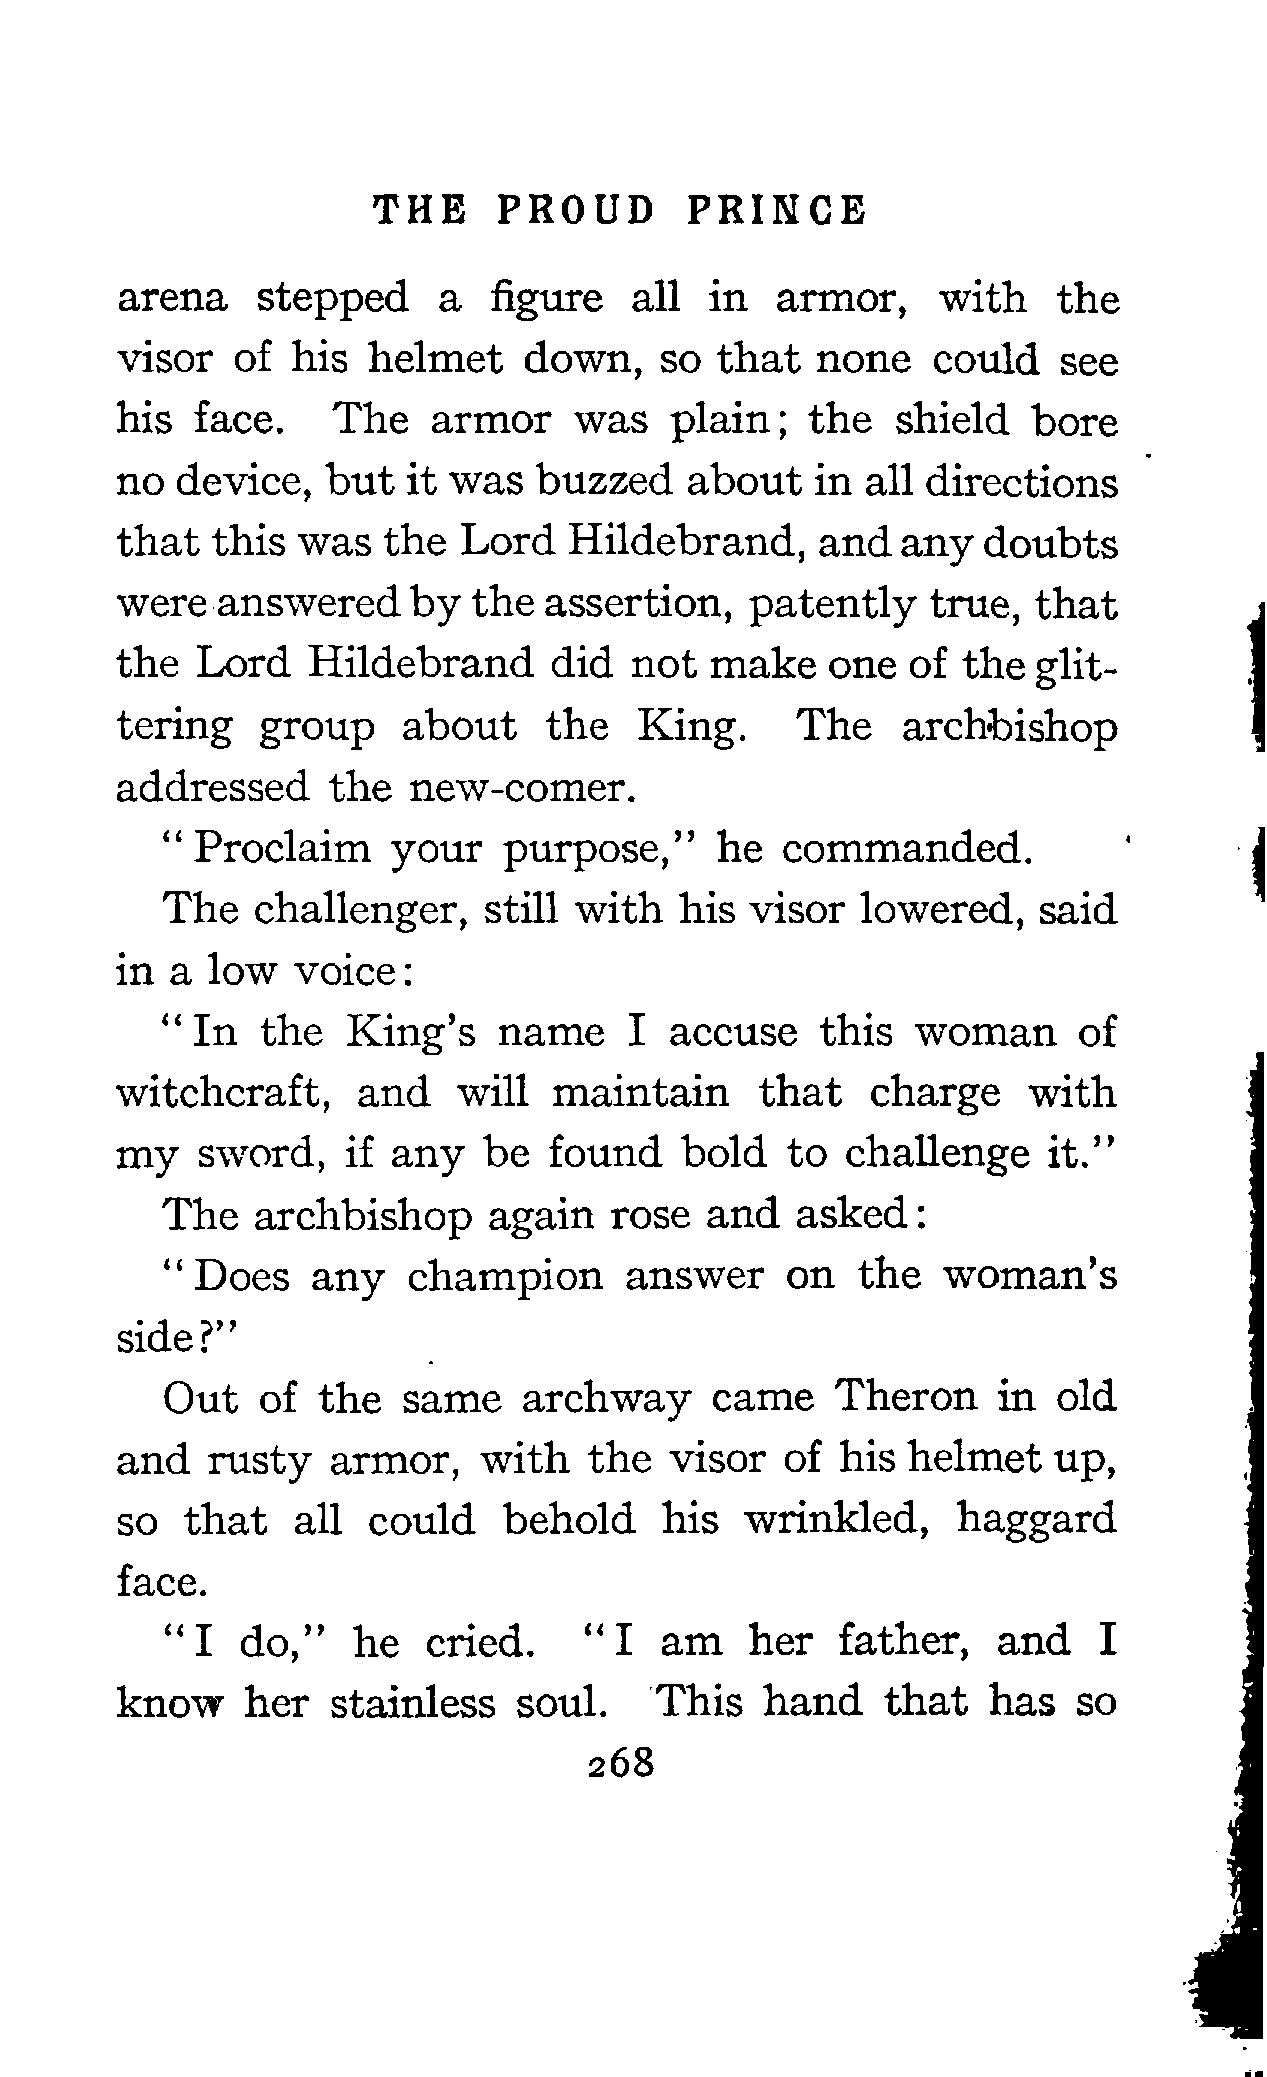 THE PROUD PRINCE
arena stepped a figure all in armor, with the
visor of his helmet down, so that none could see
his face. The armor was plain; the shield bore
no device, but it was buzzed about in all directions
that this was the Lord Hildebrand, and any doubts
were answered by the assertion, patently true, that
the Lord Hildebrand did not make one of the glit-
tering group about the King. The archbishop
addressed the new-comer.
"Proclaim your purpose," he commanded.
The challenger, still with his visor lowered, said
in a low voice:
"In the King's name I accuse this woman of
witchcraft, and will maintain that charge with
my sword, if any be found bold to challenge it."
The archbishop again rose and asked:
"Does any champion answer on the woman's
side?"
Out of the same archway came Theron in old
and rusty armor, with the visor of his helmet up,
so that all could behold his wrinkled, haggard
face.
"I do," he cried. "I am her father, and I
know her stainless soul. This hand that has so
268